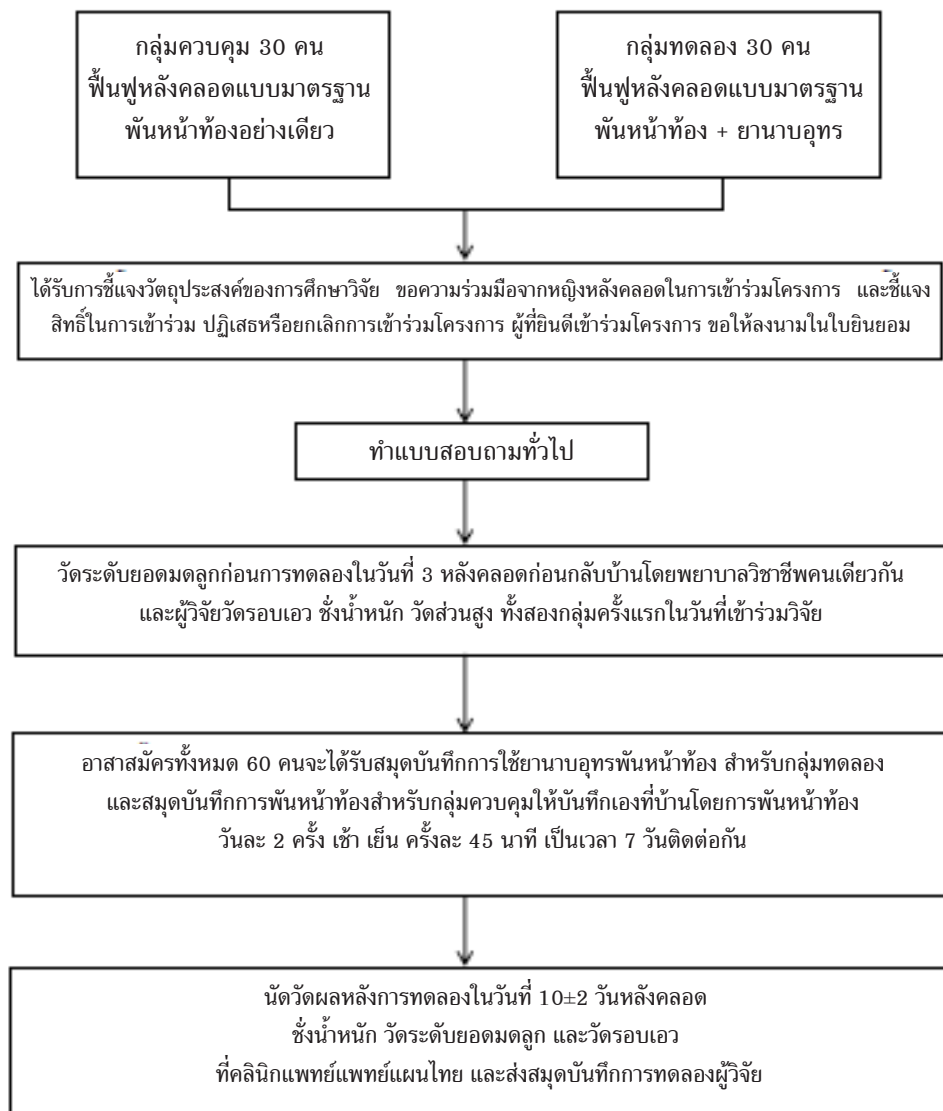 กลุ่มควบคุม 30 คน
ฟื้นฟูหลังคลอดแบบมาตรฐาน
พันหน้าท้องอย่างเดียว
กลุ่มทดลอง 30 คน
ฟื้นฟูหลังคลอดแบบมาตรฐาน
พันหน้าท้อง + ยานาบอุทร
ได้รับการชี้แจงวัตถุประสงค์ของการศึกษาวิจัย ขอความร่วมมือจากหญิงหลังคลอดในการเข้าร่วมโครงการ และชี้แจง
สิทธิ์ในการเข้าร่วม ปฏิเสธหรือยกเลิกการเข้าร่วมโครงการ ผู้ที่ยินดีเข้าร่วมโครงการ ขอให้ลงนามในใบยินยอม
ทำแบบสอบถามทั่วไป
วัดระดับยอดมดลูกก่อนการทดลองในวันที่ 3 หลังคลอดก่อนกลับบ้านโดยพยาบาลวิชาชีพคนเดียวกัน
และผู้วิจัยวัดรอบเอว ชั่งน้ำหนัก วัดส่วนสูง ทั้งสองกลุ่มครั้งแรกในวันที่เข้าร่วมวิจัย
อาสาสมัครทั้งหมด 60 คนจะได้รับสมุดบันทึกการใช้ยานาบอุทรพันหน้าท้อง สำหรับกลุ่มทดลอง
และสมุดบันทึกการพันหน้าท้องสำหรับกลุ่มควบคุมให้บันทึกเองที่บ้านโดยการพันหน้าท้อง
วันละ 2 ครั้ง เช้า เย็น ครั้งละ 45 นาที เป็นเวลา 7 วันติดต่อกัน
นัดวัดผลหลังการทดลองในวันที่ 10±2 วันหลังคลอด
ชั่งน้ำหนัก วัดระดับยอดมดลูก และวัดรอบเอว
ที่คลินิกแพทย์แพทย์แผนไทย และส่งสมุดบันทึกการทดลองผู้วิจัย